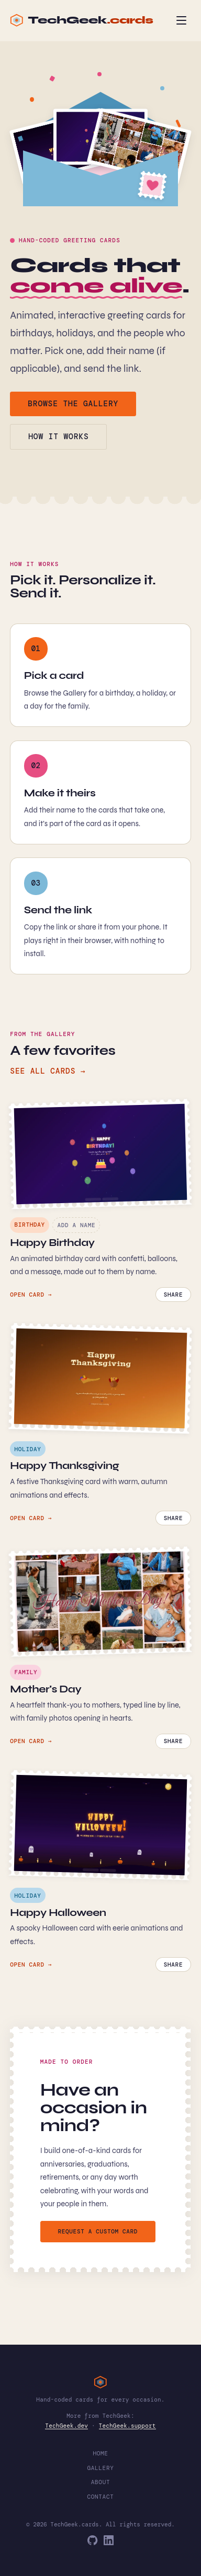 TechGeek.cards
HAND-CODED GREETING CARDS
Cards that
come alive.
Animated, interactive greeting cards for
birthdays, holidays, and the people who
matter. Pick one, add their name (if
applicable), and send the link.
BROWSE THE GALLERY
HOW IT WORKS
HOW IT WORKS
Pick it. Personalize it.
Send it.
01
Pick a card
Browse the Gallery for a birthday, a holiday, or
a day for the family.
02
Make it theirs
Add their name to the cards that take one,
and it's part of the card as it opens.
03
Send the link
Copy the link or share it from your phone. It
plays right in their browser, with nothing to
install.
FROM THE GALLERY
A few favorites
SEE ALL CARDS →
HAPPY
BIRTHDAY!
BIRTHDAY
ADD A NAME
Happy Birthday
An animated birthday card with confetti, balloons,
and a message, made out to them by name.
OPEN CARD →
SHARE
Happy
Thanksgiving
HOLIDAY
Happy Thanksgiving
A festive Thanksgiving card with warm, autumn
animations and effects.
OPEN CARD →
SHARE
Happy Mother's Day!
FAMILY
Mother's Day
A heartfelt thank-you to mothers, typed line by line,
with family photos opening in hearts.
OPEN CARD →
SHARE
HAPPY
HALLOWEEN!
HOLIDAY
Happy Halloween
A spooky Halloween card with eerie animations and
effects.
OPEN CARD →
SHARE
MADE TO ORDER
Have an
occasion in
mind?
I build one-of-a-kind cards for
anniversaries, graduations,
retirements, or any day worth
celebrating, with your words and
your people in them.
REQUEST A CUSTOM CARD
Hand-coded cards for every occasion.
More from TechGeek:
TechGeek.dev · TechGeek.support
HOME
GALLERY
ABOUT
CONTACT
© 2026 TechGeek.cards. All rights reserved.